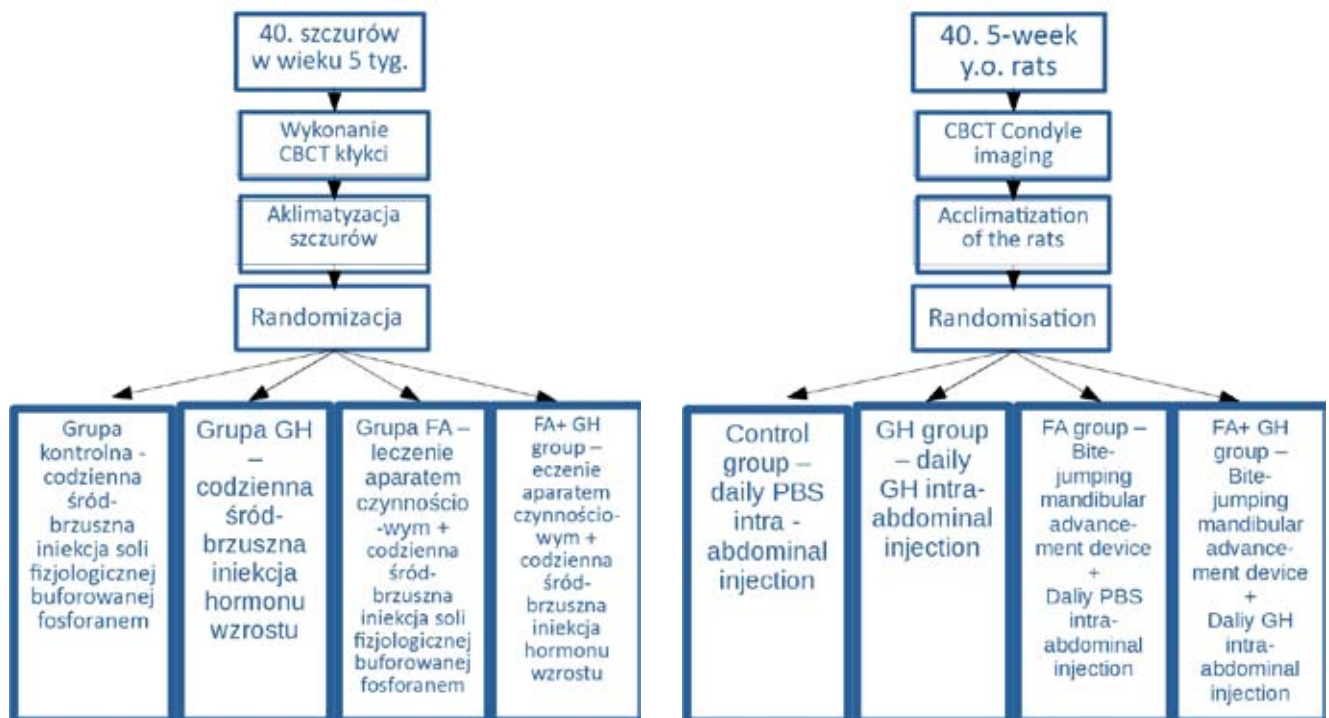 40. szczurów
w wieku 5 tyg.
Wykonanie
CBCT kłykci
Aklimatyzacja
szczurów
Randomizacja
Grupa
kontrolna -
codzienna
śród-
brzuszna
iniekcja soli
fizjologicznej
buforowanej
fosforanem
Grupa GH
–
codzienna
śród-
brzuszna
iniekcja
hormonu
wzrostu
Grupa FA –
leczenie
aparatem
czynnościo
-wym +
codzienna
śród-
brzuszna
iniekcja soli
fizjologicznej
buforowanej
fosforanem
FA+ GH
group –
eczenie
aparatem
czynnościo-
wym +
codzienna
śród-
brzuszna
iniekcja
hormonu
wzrostu
40. 5-week
y.o. rats
CBCT Condyle
imaging
Acclimatization
of the rats
Randomisation
Control
group –
daily PBS
intra -
abdominal
injection
GH group
– daily
GH intra-
abdominal
injection
FA group –
Bite-
jumping
mandibular
advance-
ment device
+
Daliy PBS
intra-
abdominal
injection
FA+ GH
group –
Bite-
jumping
mandibular
advance-
ment device
+
Daliy GH
intra-
abdominal
injection